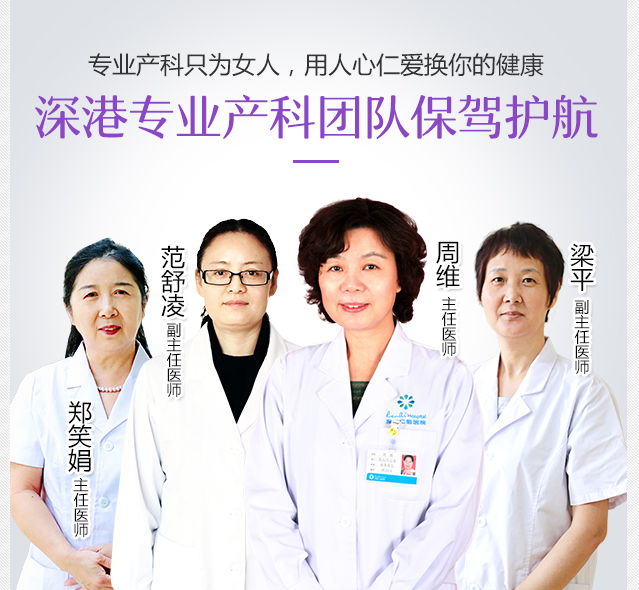 专业产科只为女人，用人心仁爱换你的健康
深港专业产科团队保驾护航
郑笑娟 主任医师
范舒凌 副主任医师
周维 主任医师
梁平 副主任医师
Hospital